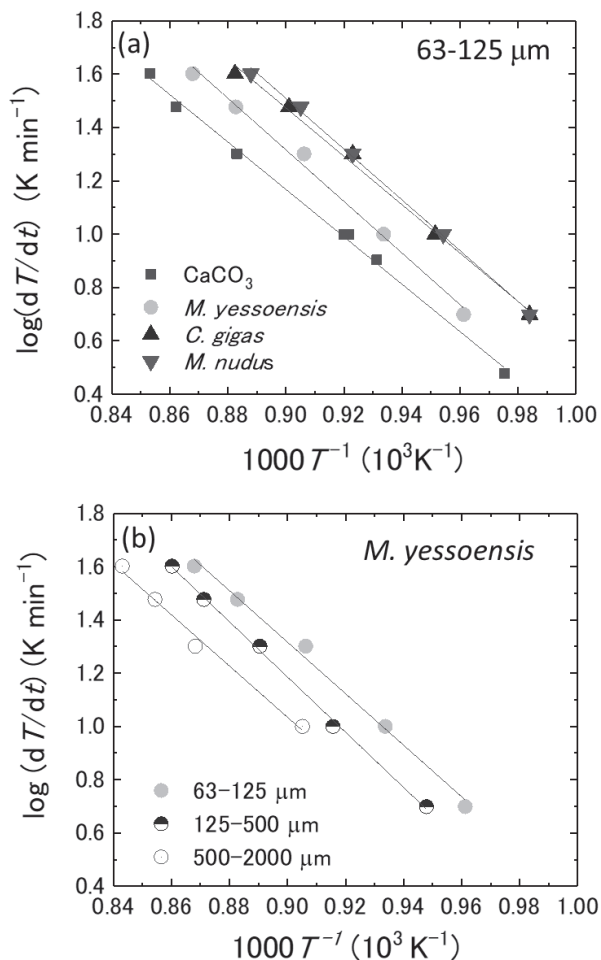 (a)
63-125 μm
1.8
1.6
1.4
1.2
1.0
0.8
0.6
0.4
log(dT/dt) (K min⁻¹)
CaCO₃
M. yessoensis
C. gigas
M. nudus
0.84 0.86 0.88 0.90 0.92 0.94 0.96 0.98 1.00
1000 T⁻¹ (10³K⁻¹)
(b)
M. yessoensis
1.8
1.6
1.4
1.2
1.0
0.8
0.6
0.4
log (dT/dt) (K min⁻¹)
63−125 μm
125−500 μm
500−2000 μm
0.84 0.86 0.88 0.90 0.92 0.94 0.96 0.98 1.00
1000 T⁻¹ (10³ K⁻¹)